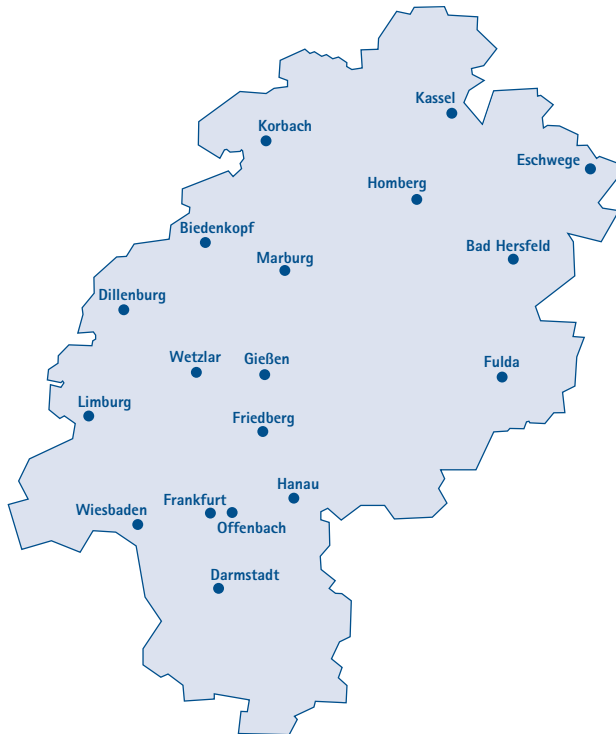 Kassel
Korbach
Eschwege
Homberg
Biedenkopf
Bad Hersfeld
Marburg
Dillenburg
Wetzlar
Gießen
Fulda
Limburg
Friedberg
Hanau
Frankfurt
Wiesbaden
Offenbach
Darmstadt